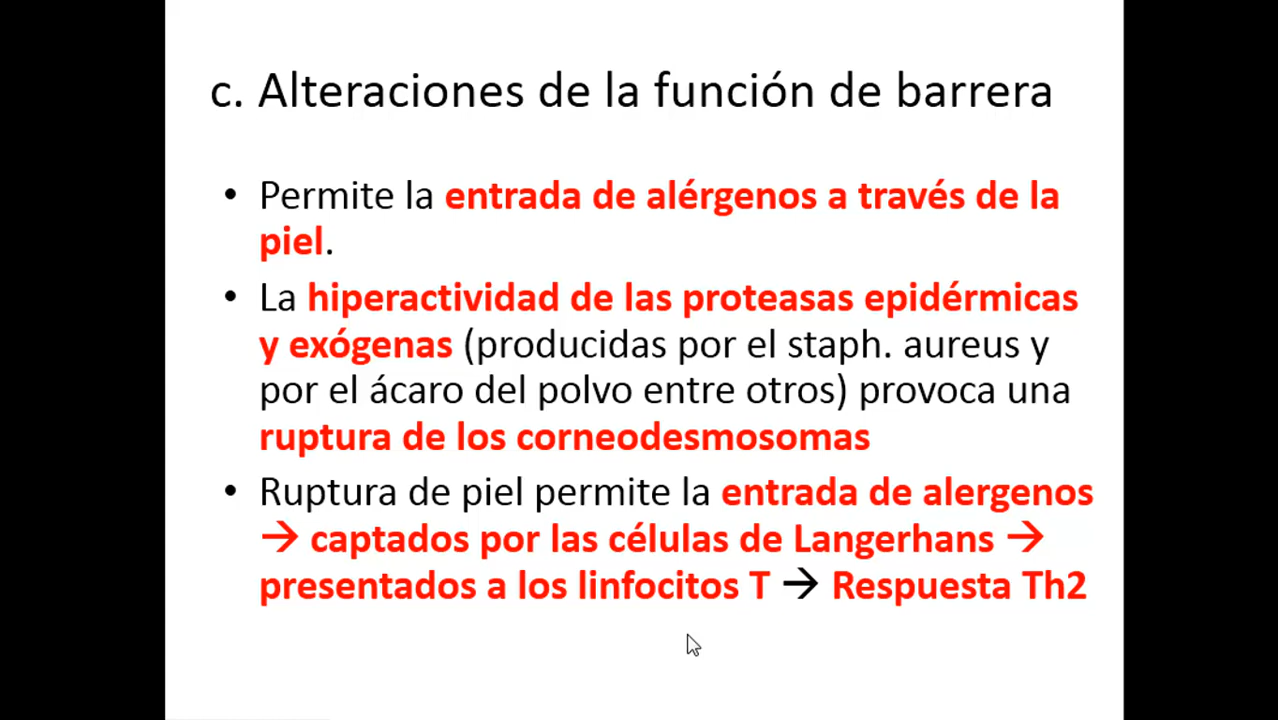 c. Alteraciones de la función de barrera
• Permite la entrada de alérgenos a través de la
piel.
• La hiperactividad de las proteasas epidérmicas
y exógenas (producidas por el staph. aureus y
por el ácaro del polvo entre otros) provoca una
ruptura de los corneodesmosomas
• Ruptura de piel permite la entrada de alergenos
→ captados por las células de Langerhans →
presentados a los linfocitos T → Respuesta Th2